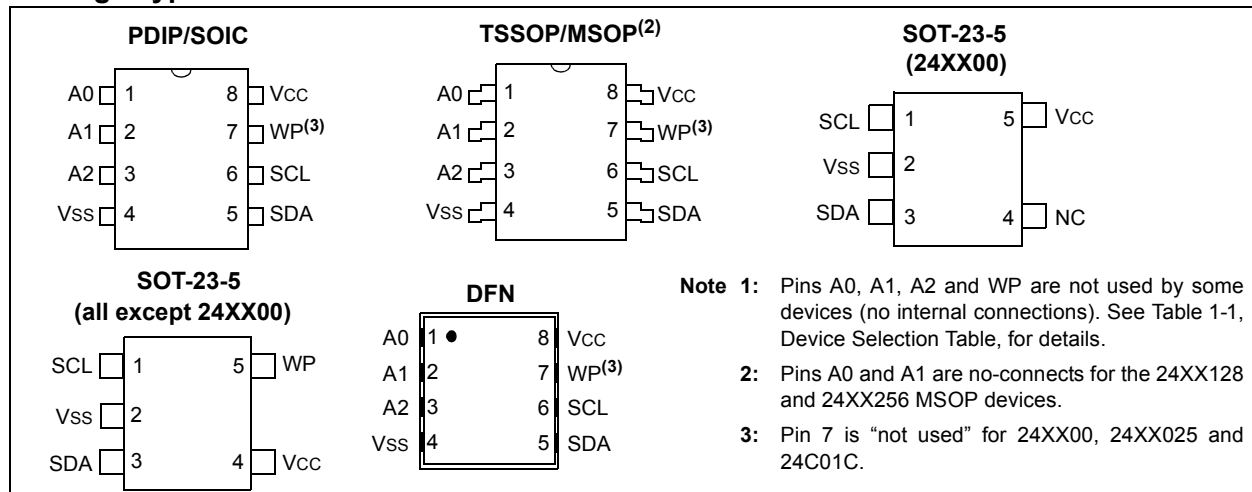 PDIP/SOIC
A0 1 8 VCC
A1 2 7 WP(3)
A2 3 6 SCL
VSS 4 5 SDA
TSSOP/MSOP(2)
A0 1 8 VCC
A1 2 7 WP(3)
A2 3 6 SCL
VSS 4 5 SDA
SOT-23-5
(24XX00)
SCL 1 5 VCC
VSS 2
SDA 3 4 NC
SOT-23-5
(all except 24XX00)
SCL 1 5 WP
VSS 2
SDA 3 4 VCC
DFN
A0 1 8 VCC
A1 2 7 WP(3)
A2 3 6 SCL
VSS 4 5 SDA
Note 1: Pins A0, A1, A2 and WP are not used by some
devices (no internal connections). See Table 1-1,
Device Selection Table, for details.
2: Pins A0 and A1 are no-connects for the 24XX128
and 24XX256 MSOP devices.
3: Pin 7 is “not used” for 24XX00, 24XX025 and
24C01C.